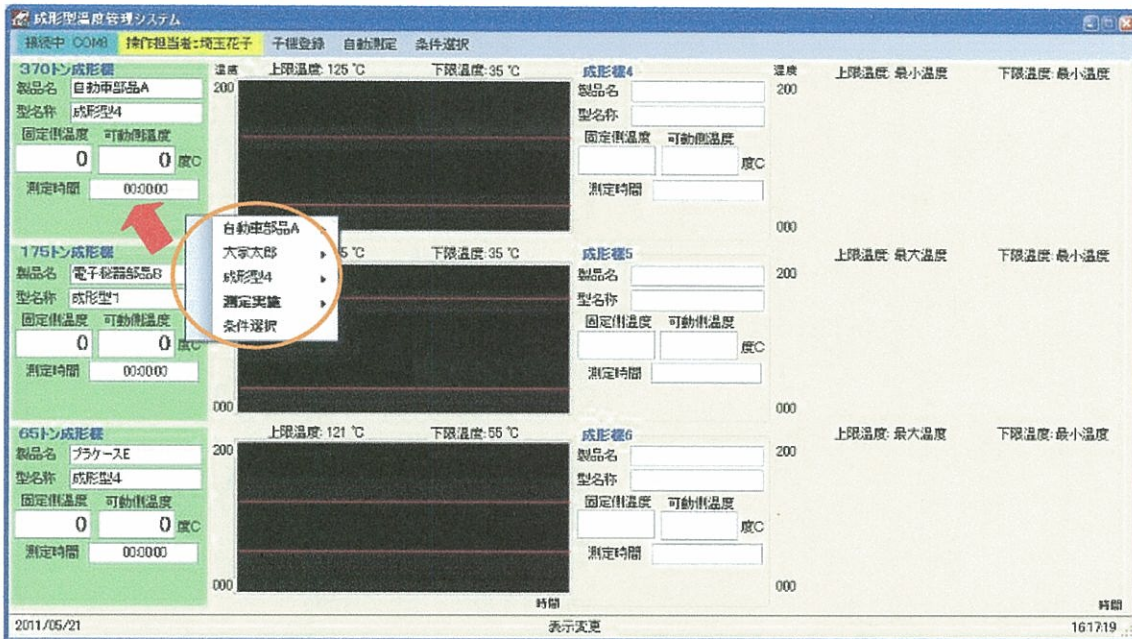 成形型温度管理システム
接続中 COM8 操作担当者:埼玉花子 子機登録 自動測定 条件選択
370トン成形機
製品名 自動車部品A
型名称 成形型4
固定側温度 可動側温度
0 0 度C
測定時間 00:00:00
温度 上限温度:125 ℃ 下限温度:35 ℃
200
成形機4
製品名
型名称
固定側温度 可動側温度
度C
測定時間
温度 上限温度:最小温度 下限温度:最小温度
200
000
自動車部品A
大宗太郎
成形型4
測定実施
条件選択
175トン成形機
製品名 電子機器部品B
型名称 成形型1
固定側温度 可動側温度
0 0 度C
測定時間 00:00:00
5 ℃ 下限温度:35 ℃
000
成形機5
製品名
型名称
固定側温度 可動側温度
度C
測定時間
上限温度:最大温度 下限温度:最小温度
200
000
65トン成形機
製品名 プラケースE
型名称 成形型4
固定側温度 可動側温度
0 0 度C
測定時間 00:00:00
上限温度:121 ℃ 下限温度:55 ℃
200
000
時間
成形機6
製品名
型名称
固定側温度 可動側温度
度C
測定時間
上限温度:最大温度 下限温度:最小温度
200
000
時間
2011/05/21 表示変更 16:17:19